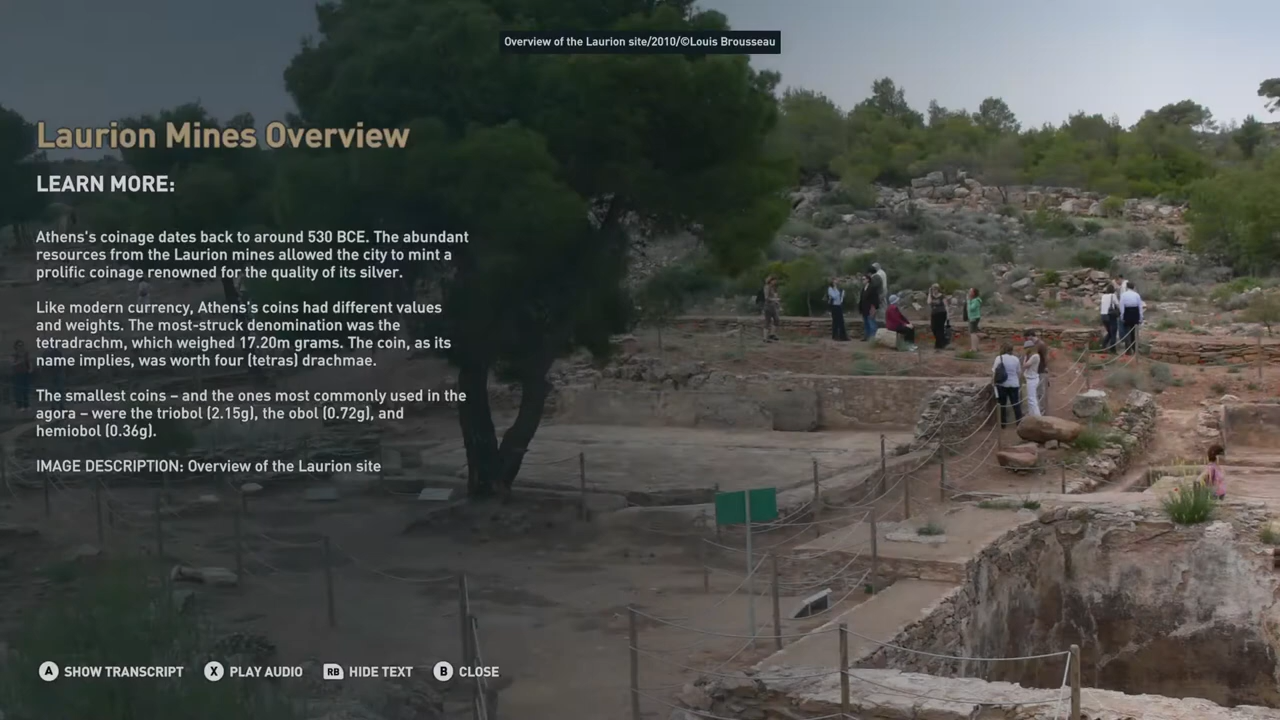 Overview of the Laurion site/2010/©Louis Brousseau
Laurion Mines Overview
LEARN MORE:
Athens's coinage dates back to around 530 BCE. The abundant
resources from the Laurion mines allowed the city to mint a
prolific coinage renowned for the quality of its silver.
Like modern currency, Athens's coins had different values
and weights. The most-struck denomination was the
tetradrachm, which weighed 17.20m grams. The coin, as its
name implies, was worth four (tetras) drachmae.
The smallest coins – and the ones most commonly used in the
agora – were the triobol (2.15g), the obol (0.72g), and
hemiobol (0.36g).
IMAGE DESCRIPTION: Overview of the Laurion site
A SHOW TRANSCRIPT X PLAY AUDIO RB HIDE TEXT B CLOSE